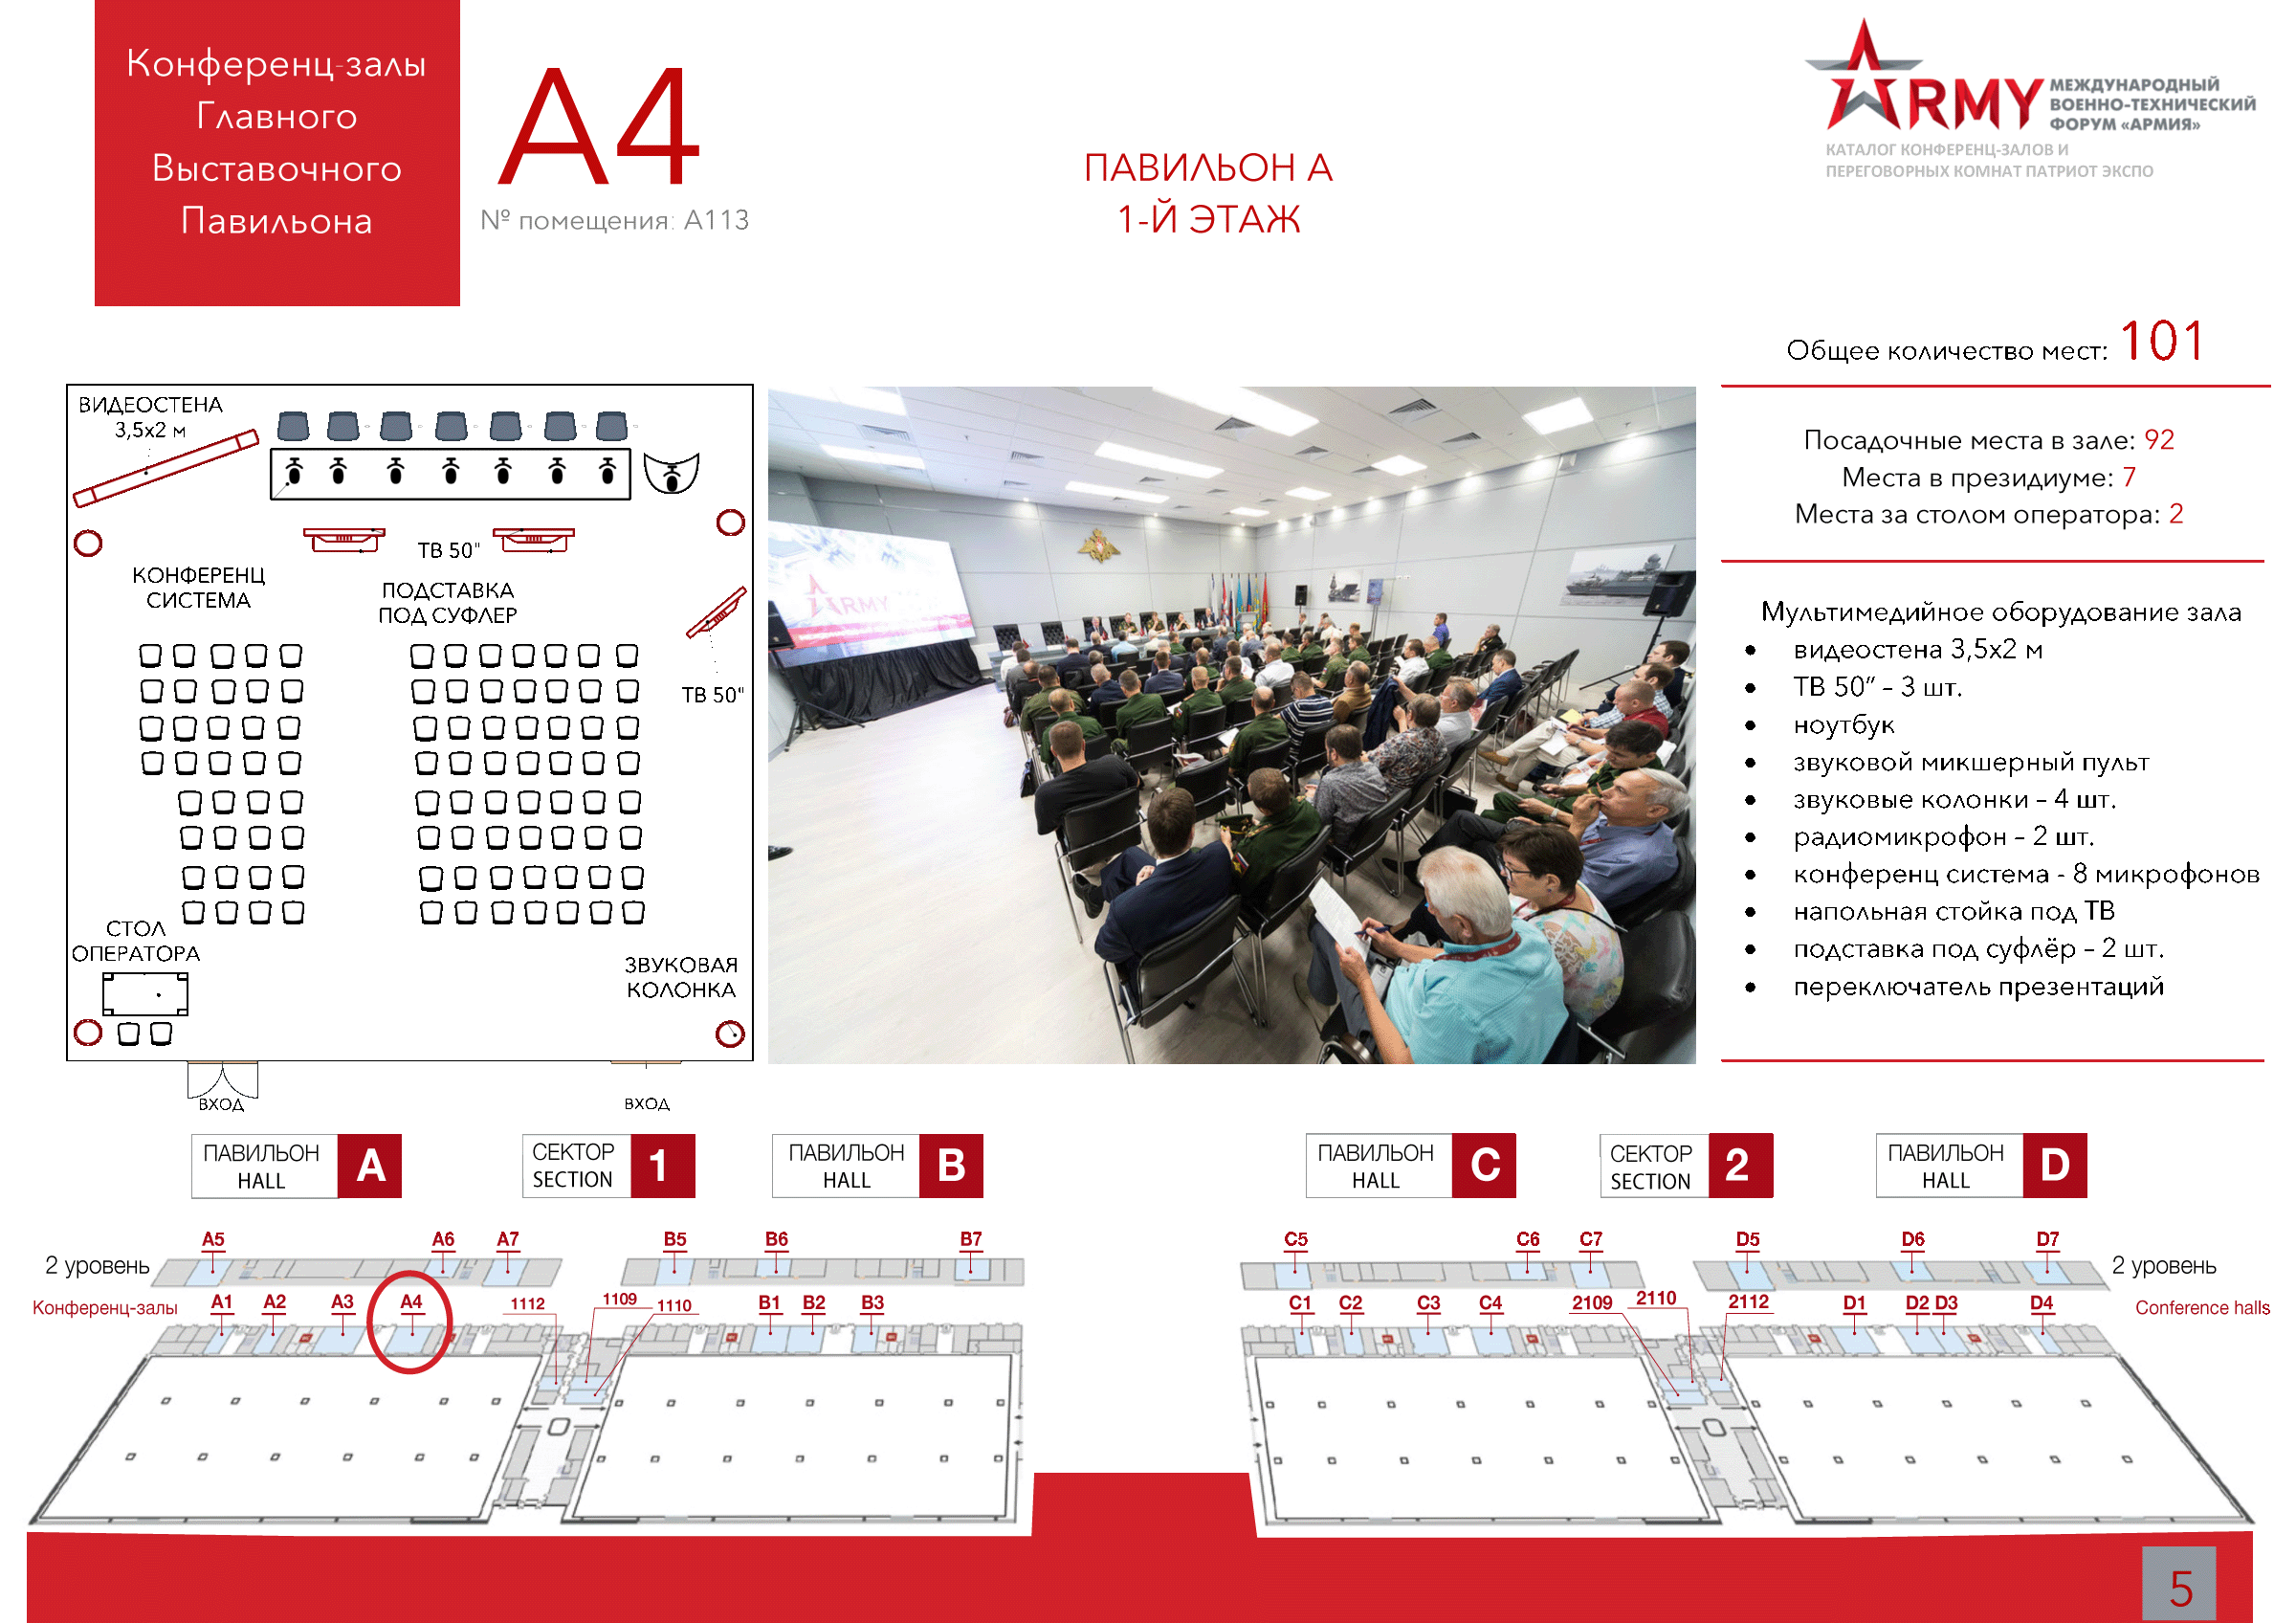 Конференц-залы
Главного
Выставочного
Павильона
А4
№ помещения: А113
ПАВИЛЬОН А
1-Й ЭТАЖ
ARMY
МЕЖДУНАРОДНЫЙ
ВОЕННО-ТЕХНИЧЕСКИЙ
ФОРУМ «АРМИЯ»
КАТАЛОГ КОНФЕРЕНЦ-ЗАЛОВ И
ПЕРЕГОВОРНЫХ КОМНАТ ПАТРИОТ ЭКСПО
ВИДЕОСТЕНА
3,5х2 м
ТВ 50"
КОНФЕРЕНЦ
СИСТЕМА
ПОДСТАВКА
ПОД СУФЛЕР
ТВ 50"
СТОЛ
ОПЕРАТОРА
ЗВУКОВАЯ
КОЛОНКА
ВХОД
ВХОД
ARMY
Общее количество мест: 101
Посадочные места в зале: 92
Места в президиуме: 7
Места за столом оператора: 2
Мультимедийное оборудование зала
• видеостена 3,5х2 м
• ТВ 50” – 3 шт.
• ноутбук
• звуковой микшерный пульт
• звуковые колонки – 4 шт.
• радиомикрофон – 2 шт.
• конференц система - 8 микрофонов
• напольная стойка под ТВ
• подставка под суфлёр – 2 шт.
• переключатель презентаций
ПАВИЛЬОН
HALL
A
СЕКТОР
SECTION
1
ПАВИЛЬОН
HALL
B
ПАВИЛЬОН
HALL
C
СЕКТОР
SECTION
2
ПАВИЛЬОН
HALL
D
A5 A6 A7 B5 B6 B7 C5 C6 C7 D5 D6 D7
2 уровень
2 уровень
Конференц-залы
A1 A2 A3 A4 1112 1109 1110 B1 B2 B3 C1 C2 C3 C4 2109 2110 2112 D1 D2 D3 D4
Conference halls
5